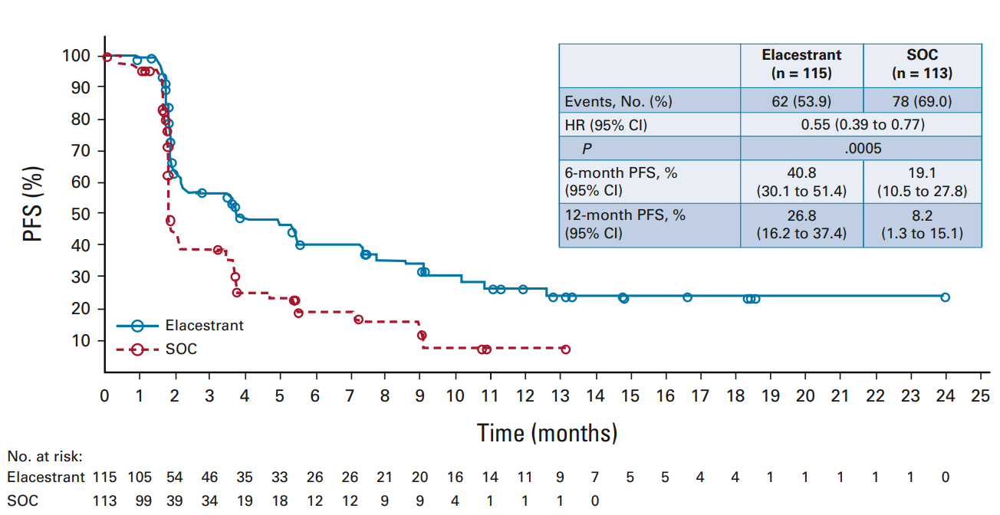 Elacestrant SOC
(n = 115) (n = 113)
Events, No. (%) 62 (53.9) 78 (69.0)
HR (95% CI) 0.55 (0.39 to 0.77)
P .0005
6-month PFS, % 40.8 19.1
(95% CI) (30.1 to 51.4) (10.5 to 27.8)
12-month PFS, % 26.8 8.2
(95% CI) (16.2 to 37.4) (1.3 to 15.1)
PFS (%)
100
90
80
70
60
50
40
30
20
10
Elacestrant
SOC
0 1 2 3 4 5 6 7 8 9 10 11 12 13 14 15 16 17 18 19 20 21 22 23 24 25
Time (months)
No. at risk:
Elacestrant 115 105 54 46 35 33 26 26 21 20 16 14 11 9 7 5 5 4 4 1 1 1 1 1 0
SOC 113 99 39 34 19 18 12 12 9 9 4 1 1 1 0